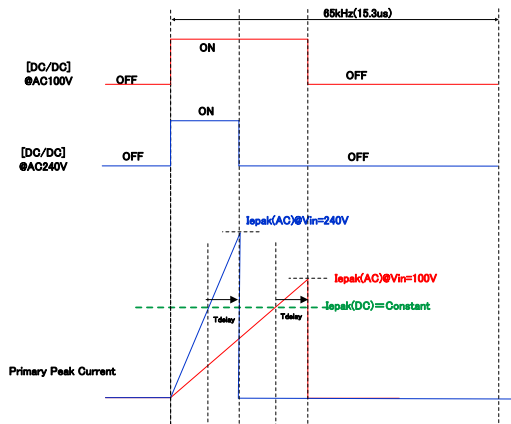 65kHz(15.3us)
[DC/DC]
@AC100V
OFF
ON
OFF
[DC/DC]
@AC240V
OFF
ON
OFF
Iepak(AC)@Vin=240V
Iepak(AC)@Vin=100V
Iepak(DC)=Constant
Tdelay
Tdelay
Primary Peak Current